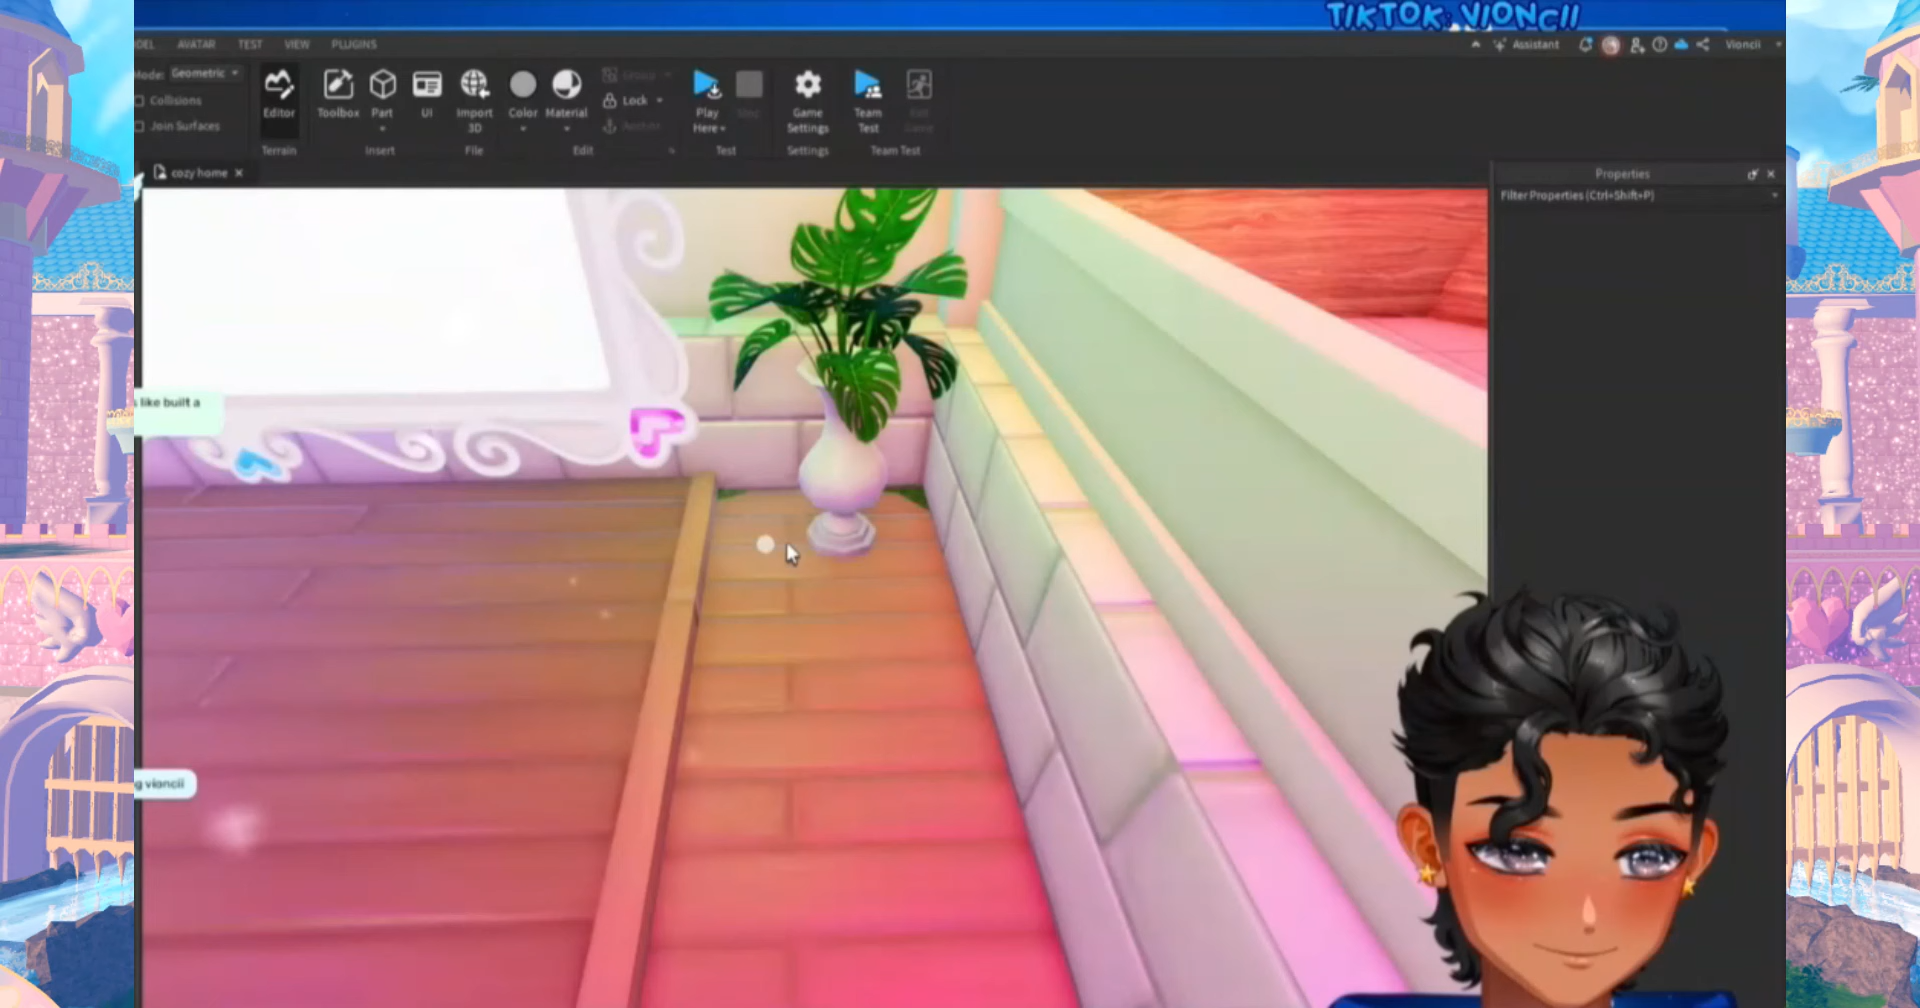 TIKTOK: VIONCII
DEL AVATAR TEST VIEW PLUGINS
Assistant
Vioncii
Mode: Geometric
Collisions
Join Surfaces
Editor
Terrain
Toolbox
Part
UI
Insert
Import
3D
File
Color
Material
Group
Lock
Anchor
Edit
Play
Here
Test
Game
Settings
Settings
Team
Test
Team Test
cozy home
Properties
Filter Properties (Ctrl+Shift+P)
like built a
g vioncii